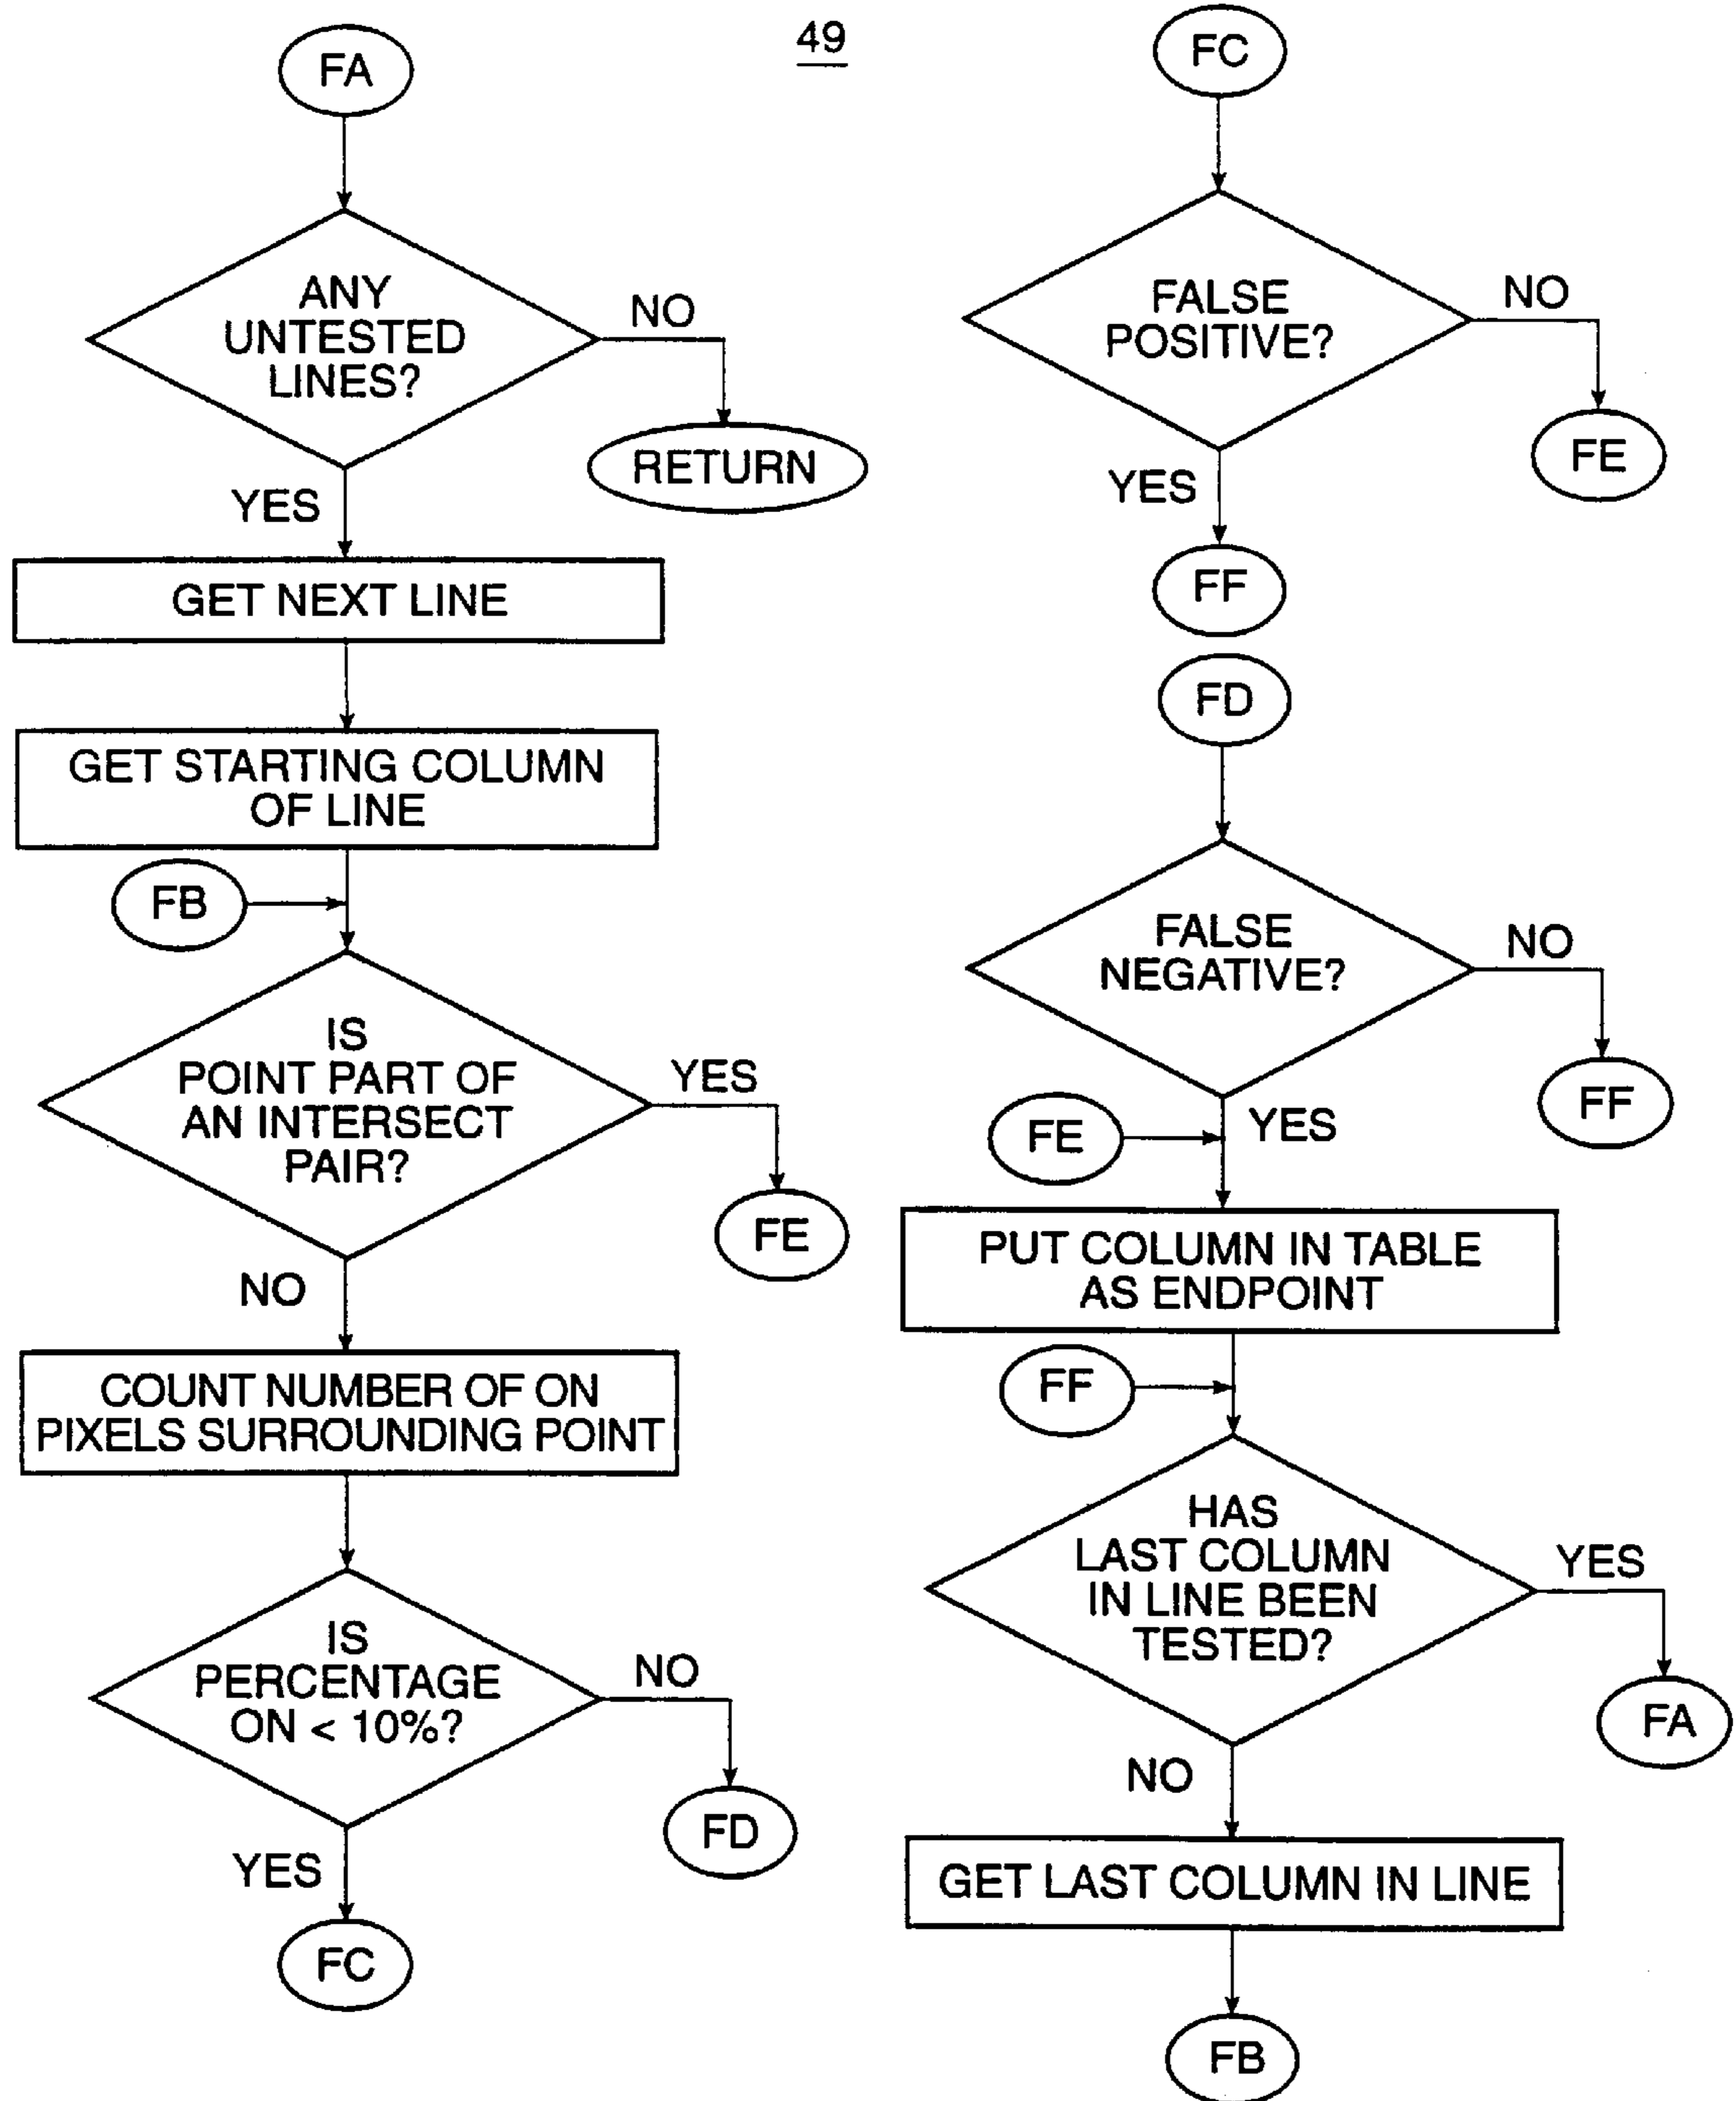 49
FA
ANY
UNTESTED
LINES?
NO
RETURN
YES
GET NEXT LINE
GET STARTING COLUMN
OF LINE
FB
IS
POINT PART OF
AN INTERSECT
PAIR?
YES
FE
NO
COUNT NUMBER OF ON
PIXELS SURROUNDING POINT
IS
PERCENTAGE
ON < 10%?
NO
FD
YES
FC
FC
FALSE
POSITIVE?
NO
FE
YES
FF
FD
FALSE
NEGATIVE?
NO
FF
YES
FE
PUT COLUMN IN TABLE
AS ENDPOINT
FF
HAS
LAST COLUMN
IN LINE BEEN
TESTED?
YES
FA
NO
GET LAST COLUMN IN LINE
FB